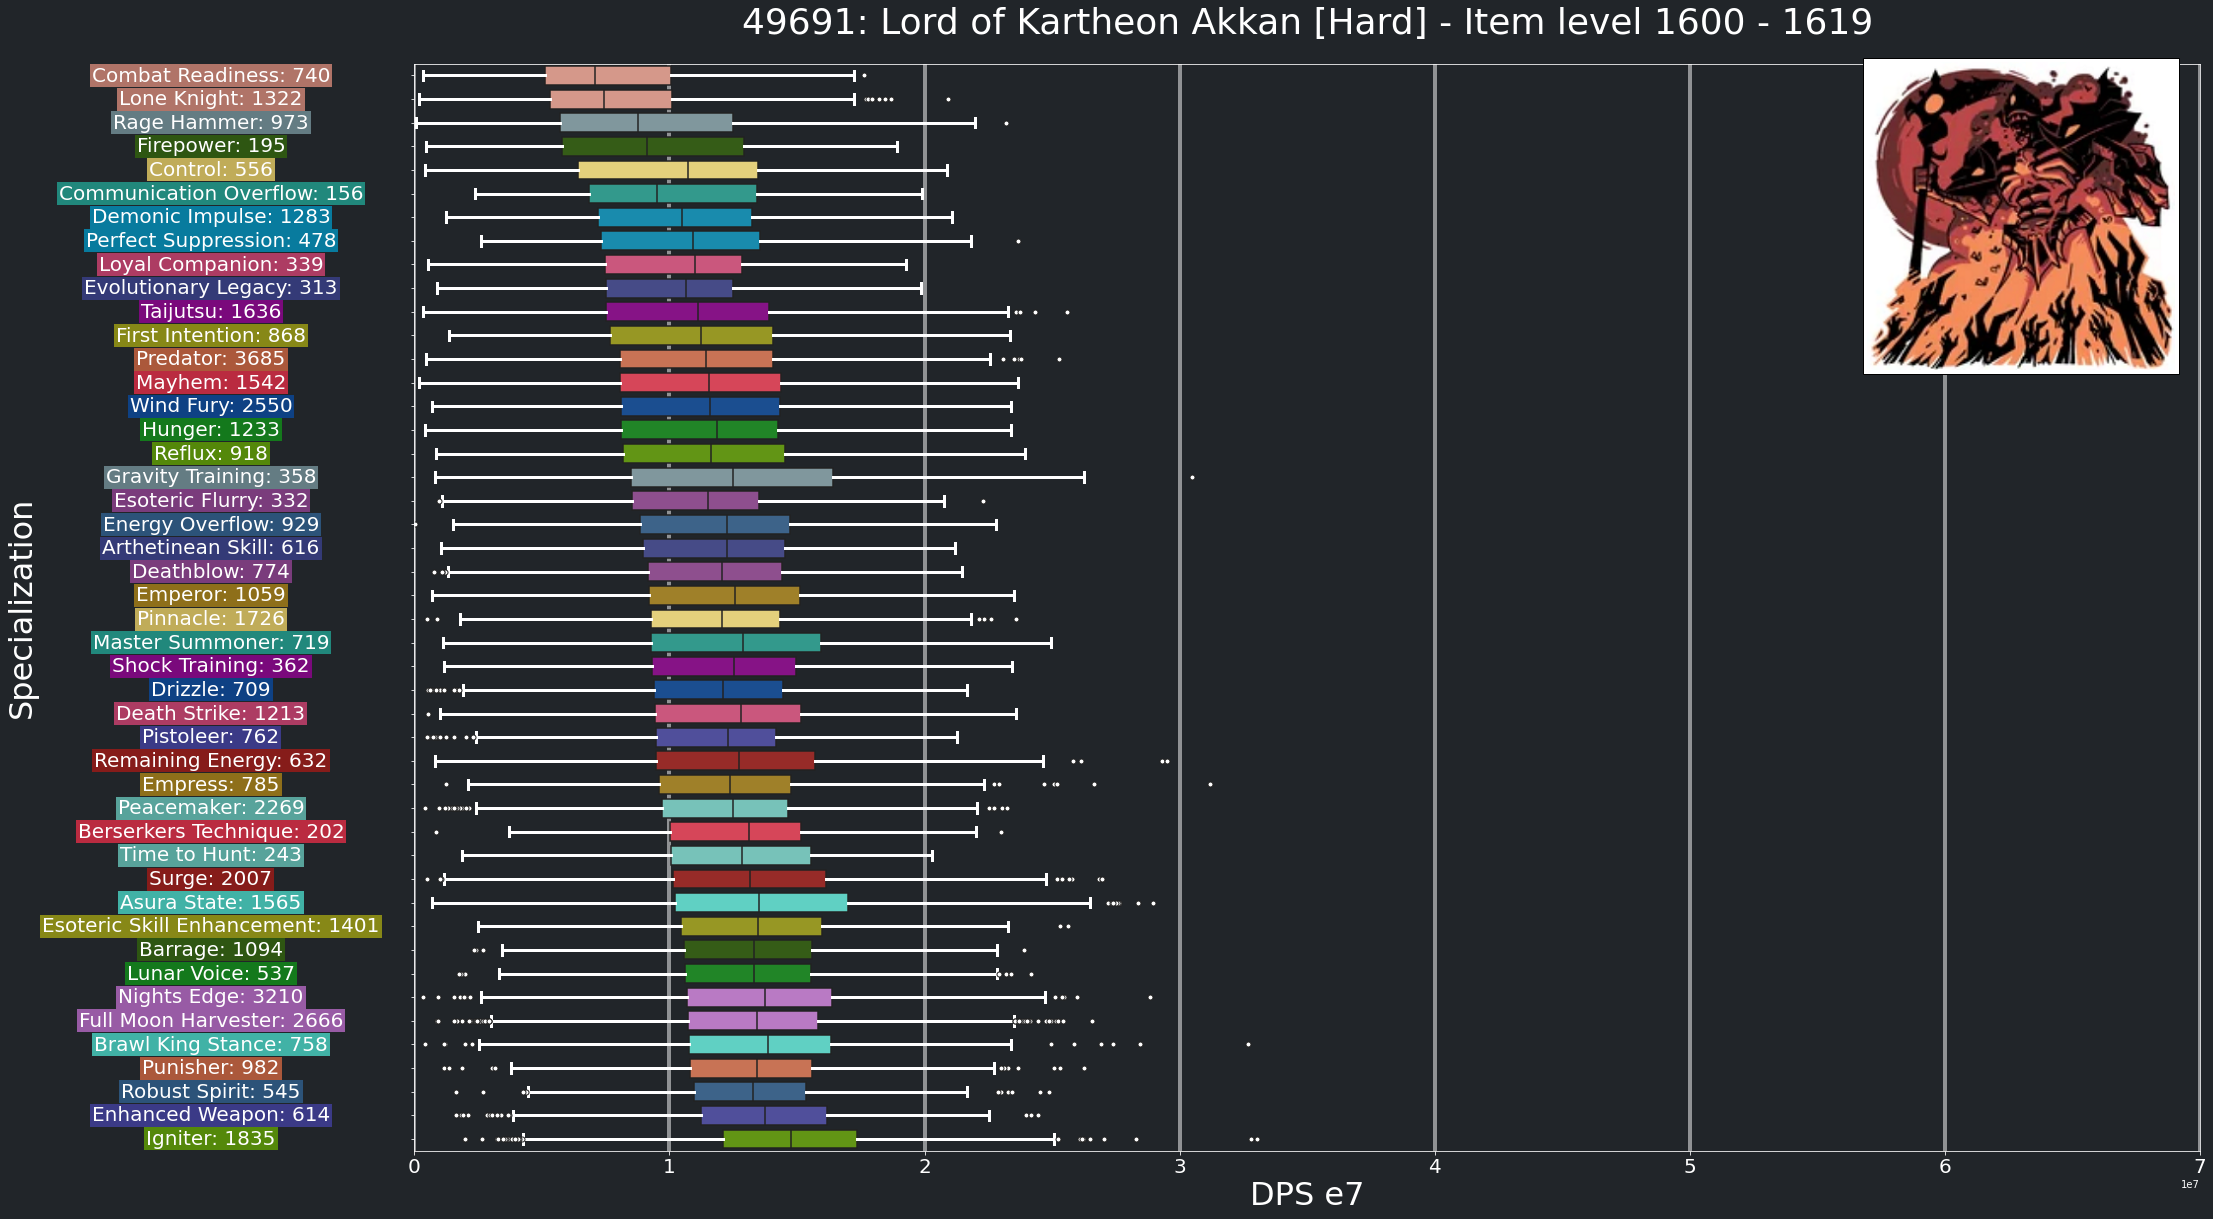 49691: Lord of Kartheon Akkan [Hard] - Item level 1600 - 1619
Combat Readiness: 740
Lone Knight: 1322
Rage Hammer: 973
Firepower: 195
Control: 556
Communication Overflow: 156
Demonic Impulse: 1283
Perfect Suppression: 478
Loyal Companion: 339
Evolutionary Legacy: 313
Taijutsu: 1636
First Intention: 868
Predator: 3685
Mayhem: 1542
Wind Fury: 2550
Hunger: 1233
Reflux: 918
Gravity Training: 358
Esoteric Flurry: 332
Energy Overflow: 929
Arthetinean Skill: 616
Deathblow: 774
Emperor: 1059
Pinnacle: 1726
Master Summoner: 719
Shock Training: 362
Drizzle: 709
Death Strike: 1213
Pistoleer: 762
Remaining Energy: 632
Empress: 785
Peacemaker: 2269
Berserkers Technique: 202
Time to Hunt: 243
Surge: 2007
Asura State: 1565
Esoteric Skill Enhancement: 1401
Barrage: 1094
Lunar Voice: 537
Nights Edge: 3210
Full Moon Harvester: 2666
Brawl King Stance: 758
Punisher: 982
Robust Spirit: 545
Enhanced Weapon: 614
Igniter: 1835
Specialization
0 1 2 3 4 5 6 7
1e7
DPS e7